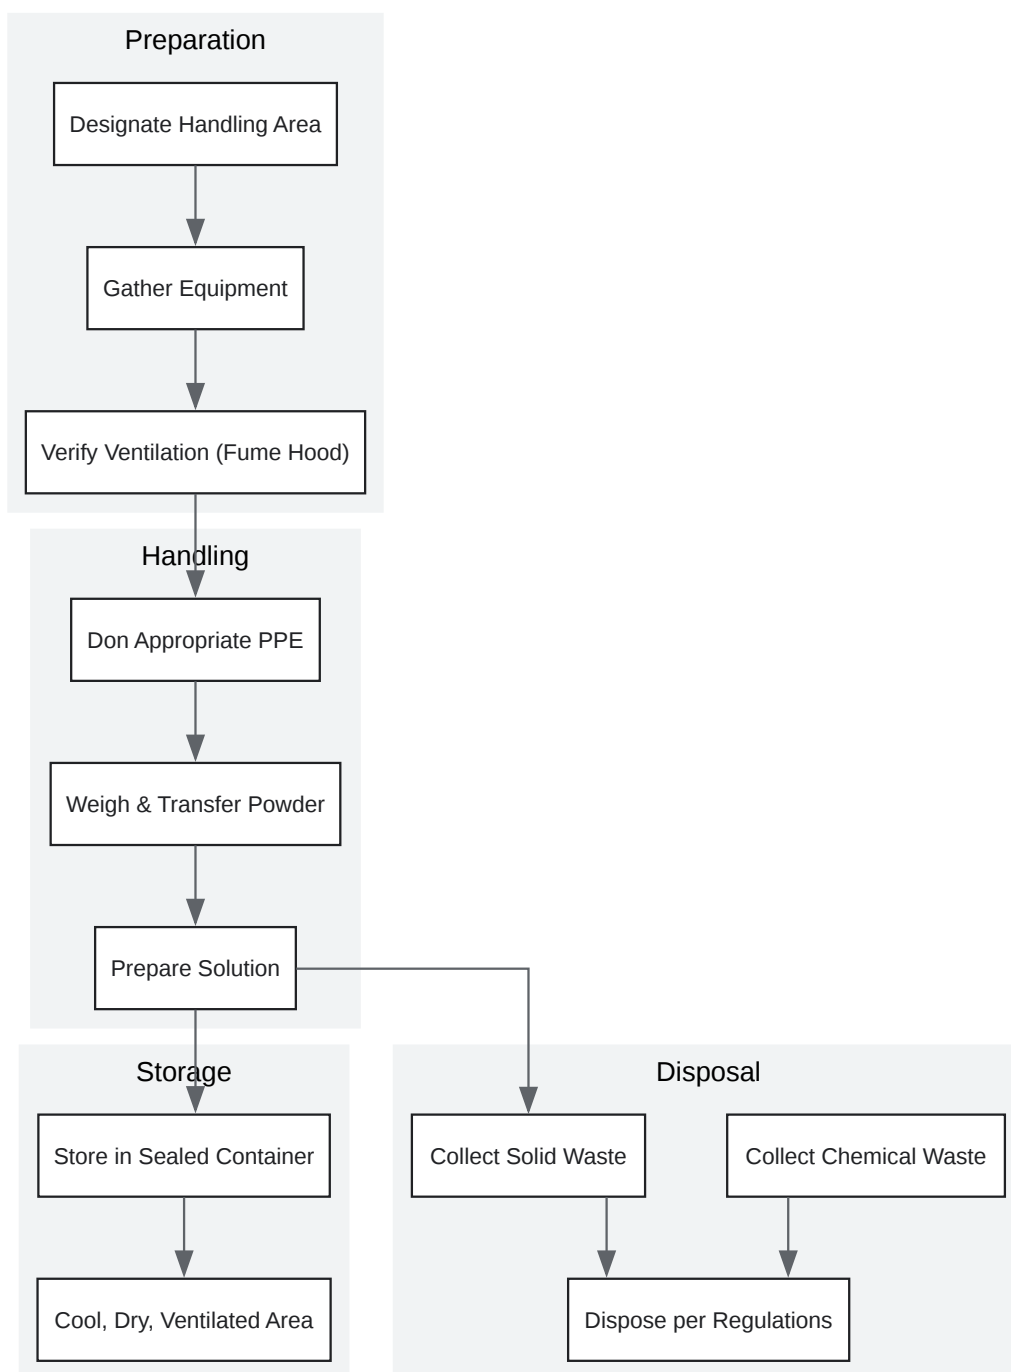 Preparation
Designate Handling Area
Gather Equipment
Verify Ventilation (Fume Hood)
Handling
Don Appropriate PPE
Weigh & Transfer Powder
Prepare Solution
Storage
Store in Sealed Container
Cool, Dry, Ventilated Area
Disposal
Collect Solid Waste
Collect Chemical Waste
Dispose per Regulations